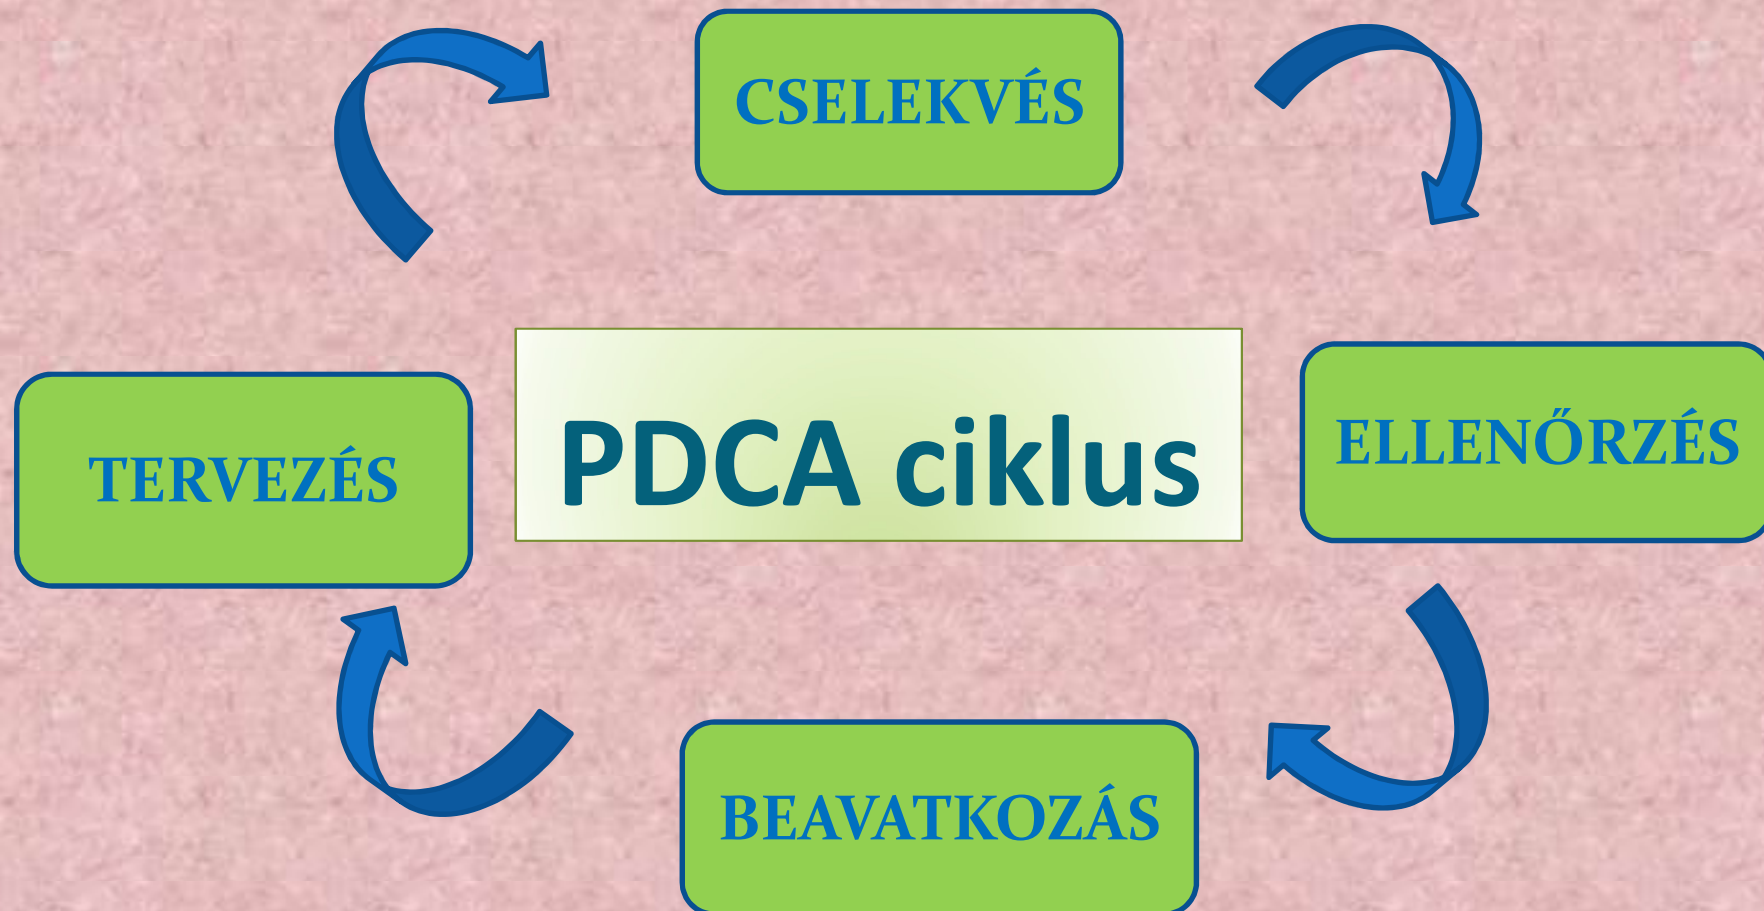 CSELEKVÉS
TERVEZÉS
PDCA ciklus
ELLENŐRZÉS
BEAVATKOZÁS